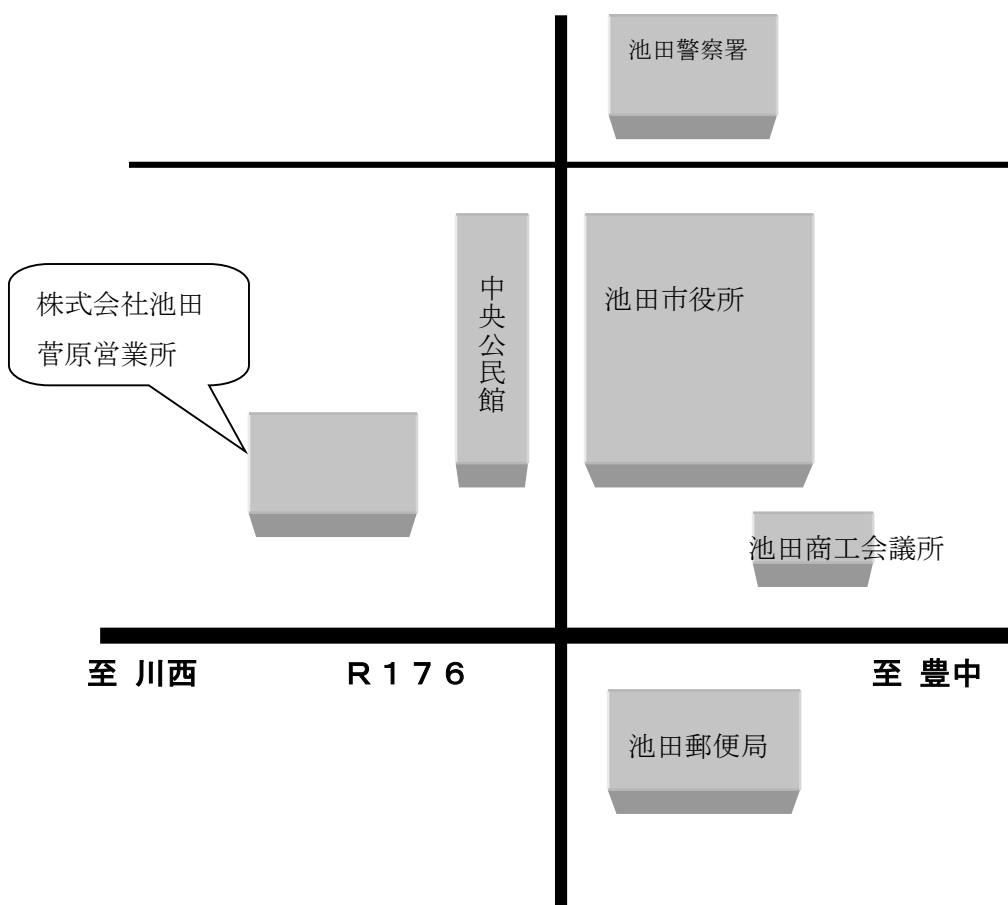 池田警察署
株式会社池田
菅原営業所
中央公民館
池田市役所
池田商工会議所
至 川西
R１７６
至 豊中
池田郵便局